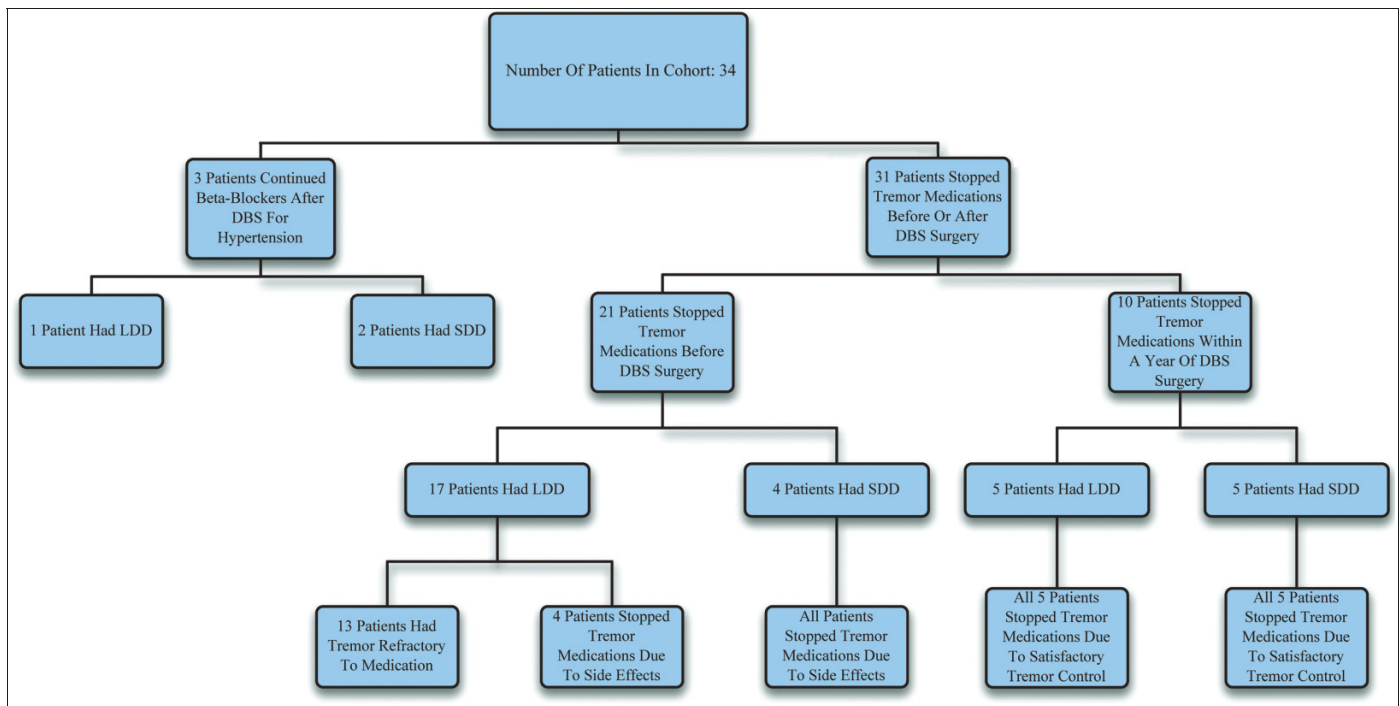 Number Of Patients In Cohort: 34
3 Patients Continued
Beta-Blockers After
DBS For
Hypertension
31 Patients Stopped
Tremor Medications
Before Or After
DBS Surgery
1 Patient Had LDD
2 Patients Had SDD
21 Patients Stopped
Tremor
Medications Before
DBS Surgery
10 Patients Stopped
Tremor
Medications Within
A Year Of DBS
Surgery
17 Patients Had LDD
4 Patients Had SDD
5 Patients Had LDD
5 Patients Had SDD
13 Patients Had
Tremor Refractory
To Medication
4 Patients Stopped
Tremor
Medications Due
To Side Effects
All Patients
Stopped Tremor
Medications Due
To Side Effects
All 5 Patients
Stopped Tremor
Medications Due
To Satisfactory
Tremor Control
All 5 Patients
Stopped Tremor
Medications Due
To Satisfactory
Tremor Control